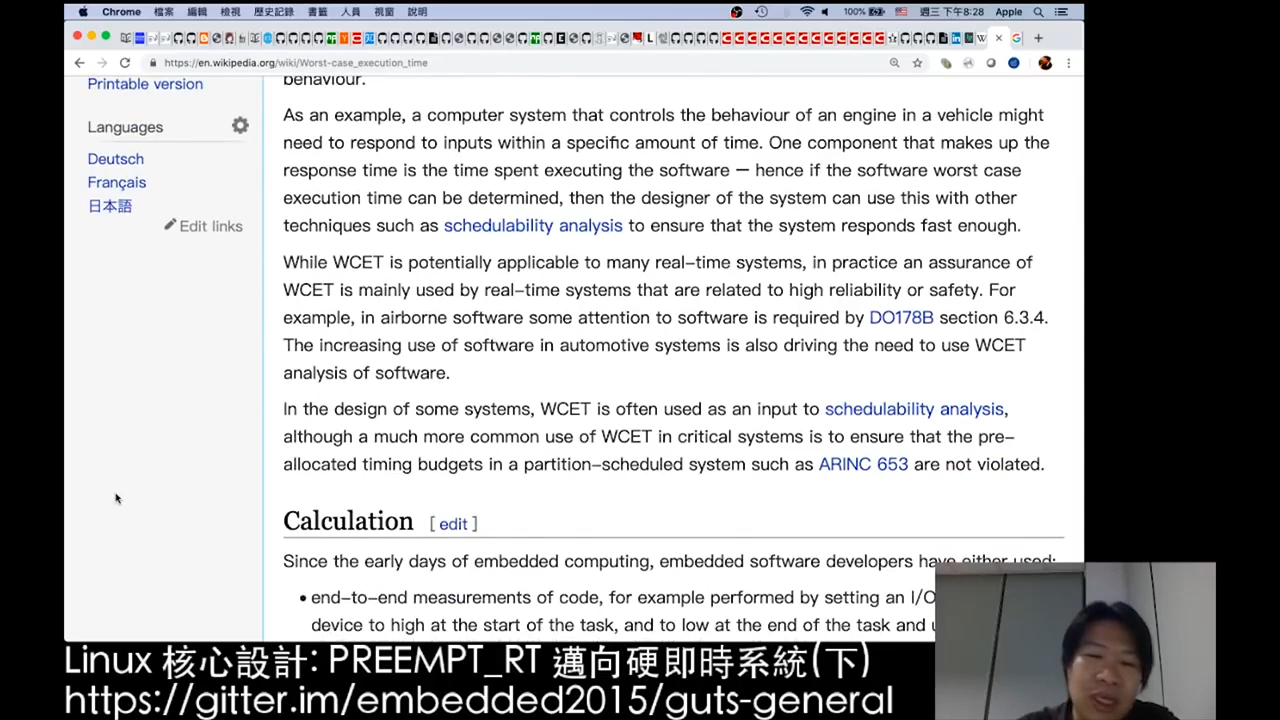 Chrome 檔案 編輯 檢視 歷史記錄 書籤 人員 視窗 說明 100% 週三 下午8:28 Apple
https://en.wikipedia.org/wiki/Worst-case_execution_time
behaviour.
Printable version
Languages
Deutsch
Français
日本語
Edit links
As an example, a computer system that controls the behaviour of an engine in a vehicle might
need to respond to inputs within a specific amount of time. One component that makes up the
response time is the time spent executing the software — hence if the software worst case
execution time can be determined, then the designer of the system can use this with other
techniques such as schedulability analysis to ensure that the system responds fast enough.
While WCET is potentially applicable to many real-time systems, in practice an assurance of
WCET is mainly used by real-time systems that are related to high reliability or safety. For
example, in airborne software some attention to software is required by DO178B section 6.3.4.
The increasing use of software in automotive systems is also driving the need to use WCET
analysis of software.
In the design of some systems, WCET is often used as an input to schedulability analysis,
although a much more common use of WCET in critical systems is to ensure that the pre-
allocated timing budgets in a partition-scheduled system such as ARINC 653 are not violated.
Calculation [ edit ]
Since the early days of embedded computing, embedded software developers have either used:
• end-to-end measurements of code, for example performed by setting an I/O
device to high at the start of the task, and to low at the end of the task and
Linux 核心設計: PREEMPT_RT 邁向硬即時系統(下)
https://gitter.im/embedded2015/guts-general